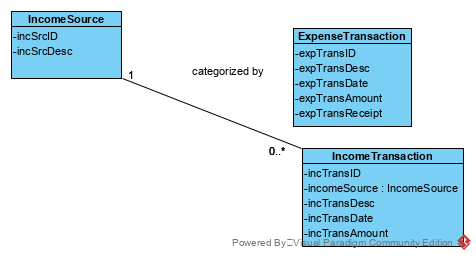 IncomeSource
-incSrcID
-incSrcDesc
1
categorized by
ExpenseTransaction
-expTransID
-expTransDesc
-expTransDate
-expTransAmount
-expTransReceipt
0..*
IncomeTransaction
-incTransID
-incomeSource : IncomeSource
-incTransDesc
-incTransDate
-incTransAmount
Powered By Visual Paradigm Community Edition